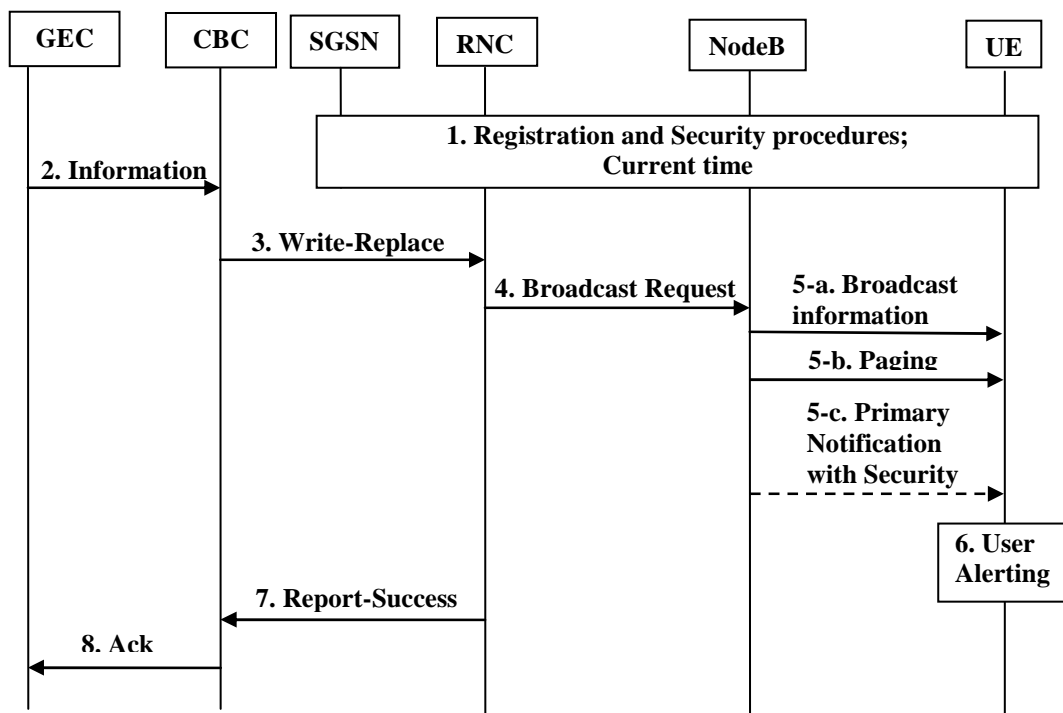 GEC
CBC
SGSN
RNC
NodeB
UE
1. Registration and Security procedures;
Current time
2. Information
3. Write-Replace
4. Broadcast Request
5-a. Broadcast
information
5-b. Paging
5-c. Primary
Notification
with Security
6. User
Alerting
7. Report-Success
8. Ack